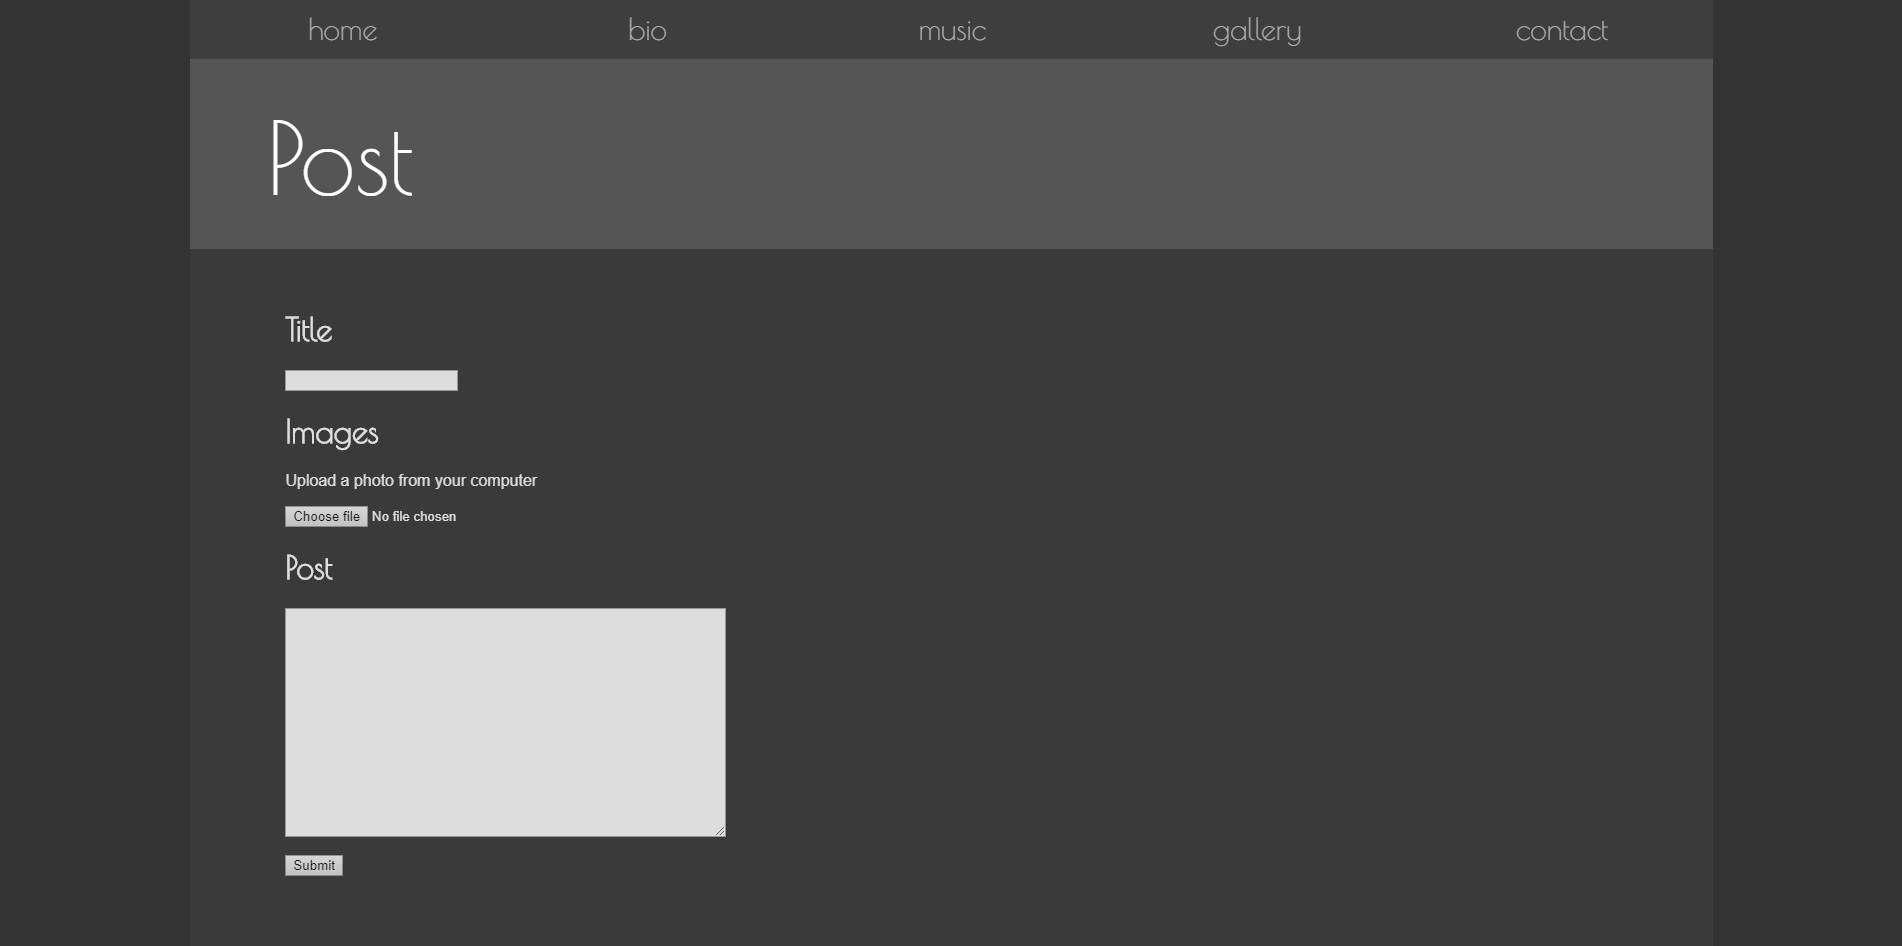 home bio music gallery contact
Post
Title
Images
Upload a photo from your computer
Choose file No file chosen
Post
Submit